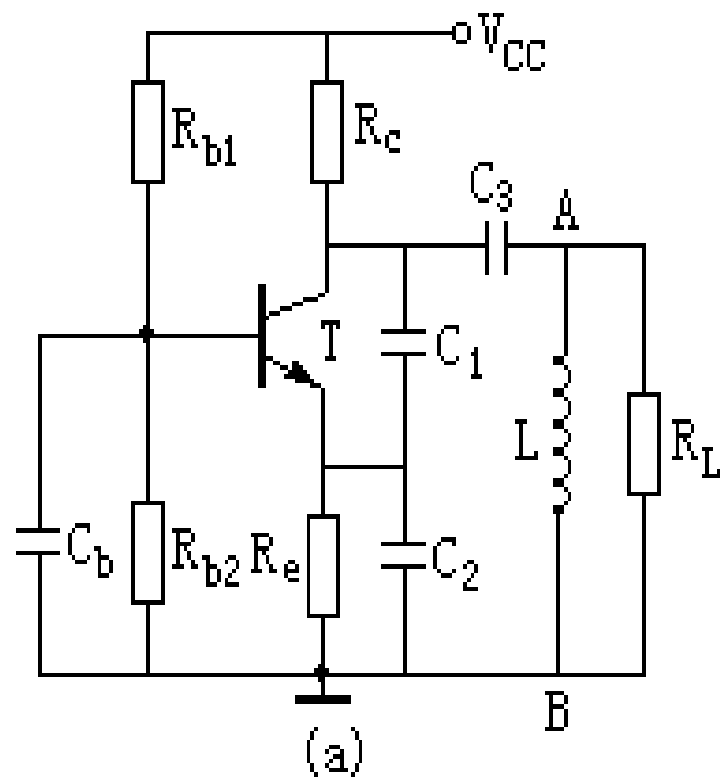 V_CC
R_b1
R_c
C_3
A
T
C_1
L
R_L
C_b
R_b2
R_e
C_2
B
(a)